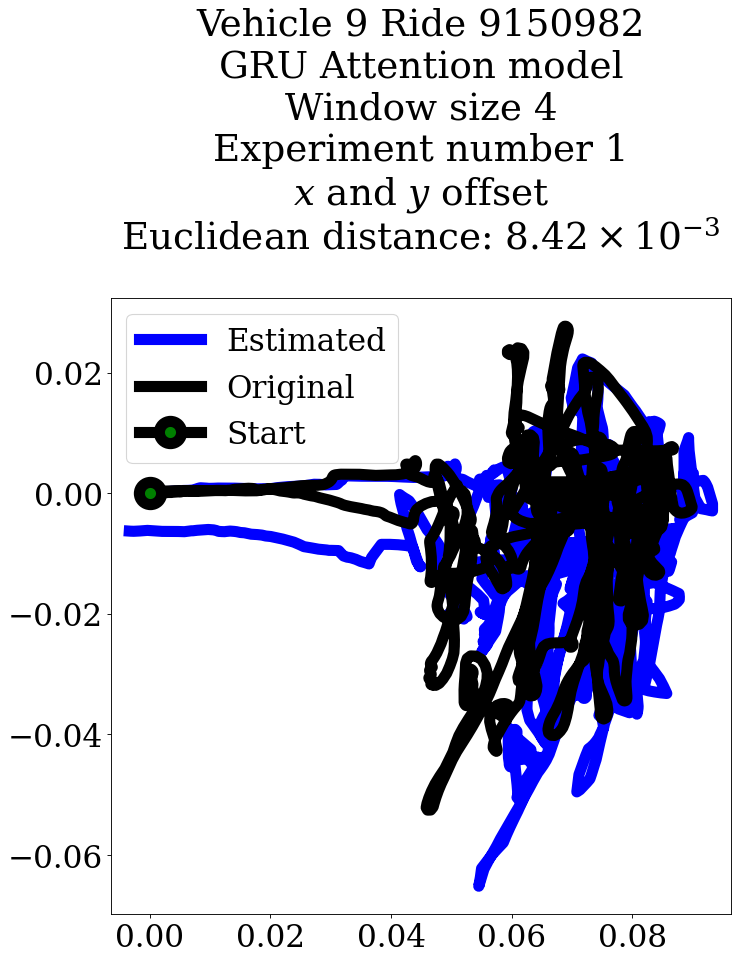 Vehicle 9 Ride 9150982
GRU Attention model
Window size 4
Experiment number 1
x and y offset
Euclidean distance: 8.42 × 10⁻³
Estimated
Original
Start
0.02
0.00
−0.02
−0.04
−0.06
0.00 0.02 0.04 0.06 0.08